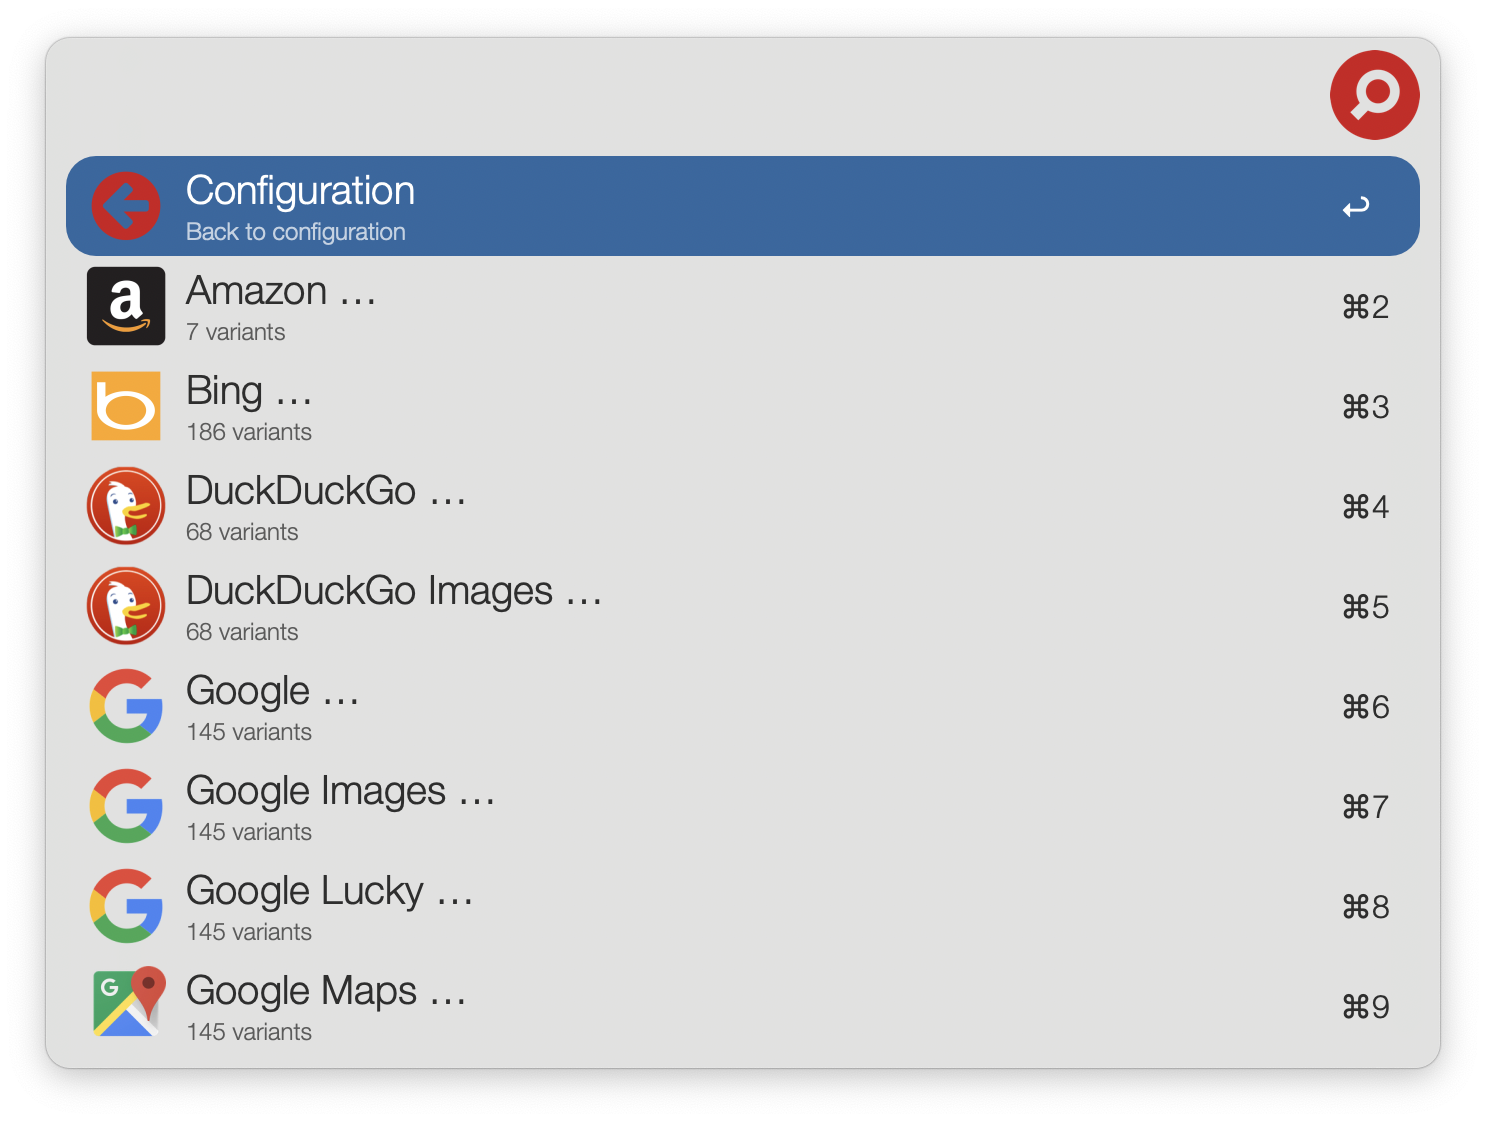 Configuration
Back to configuration
↩
Amazon …
7 variants
⌘2
Bing …
186 variants
⌘3
DuckDuckGo …
68 variants
⌘4
DuckDuckGo Images …
68 variants
⌘5
Google …
145 variants
⌘6
Google Images …
145 variants
⌘7
Google Lucky …
145 variants
⌘8
Google Maps …
145 variants
⌘9